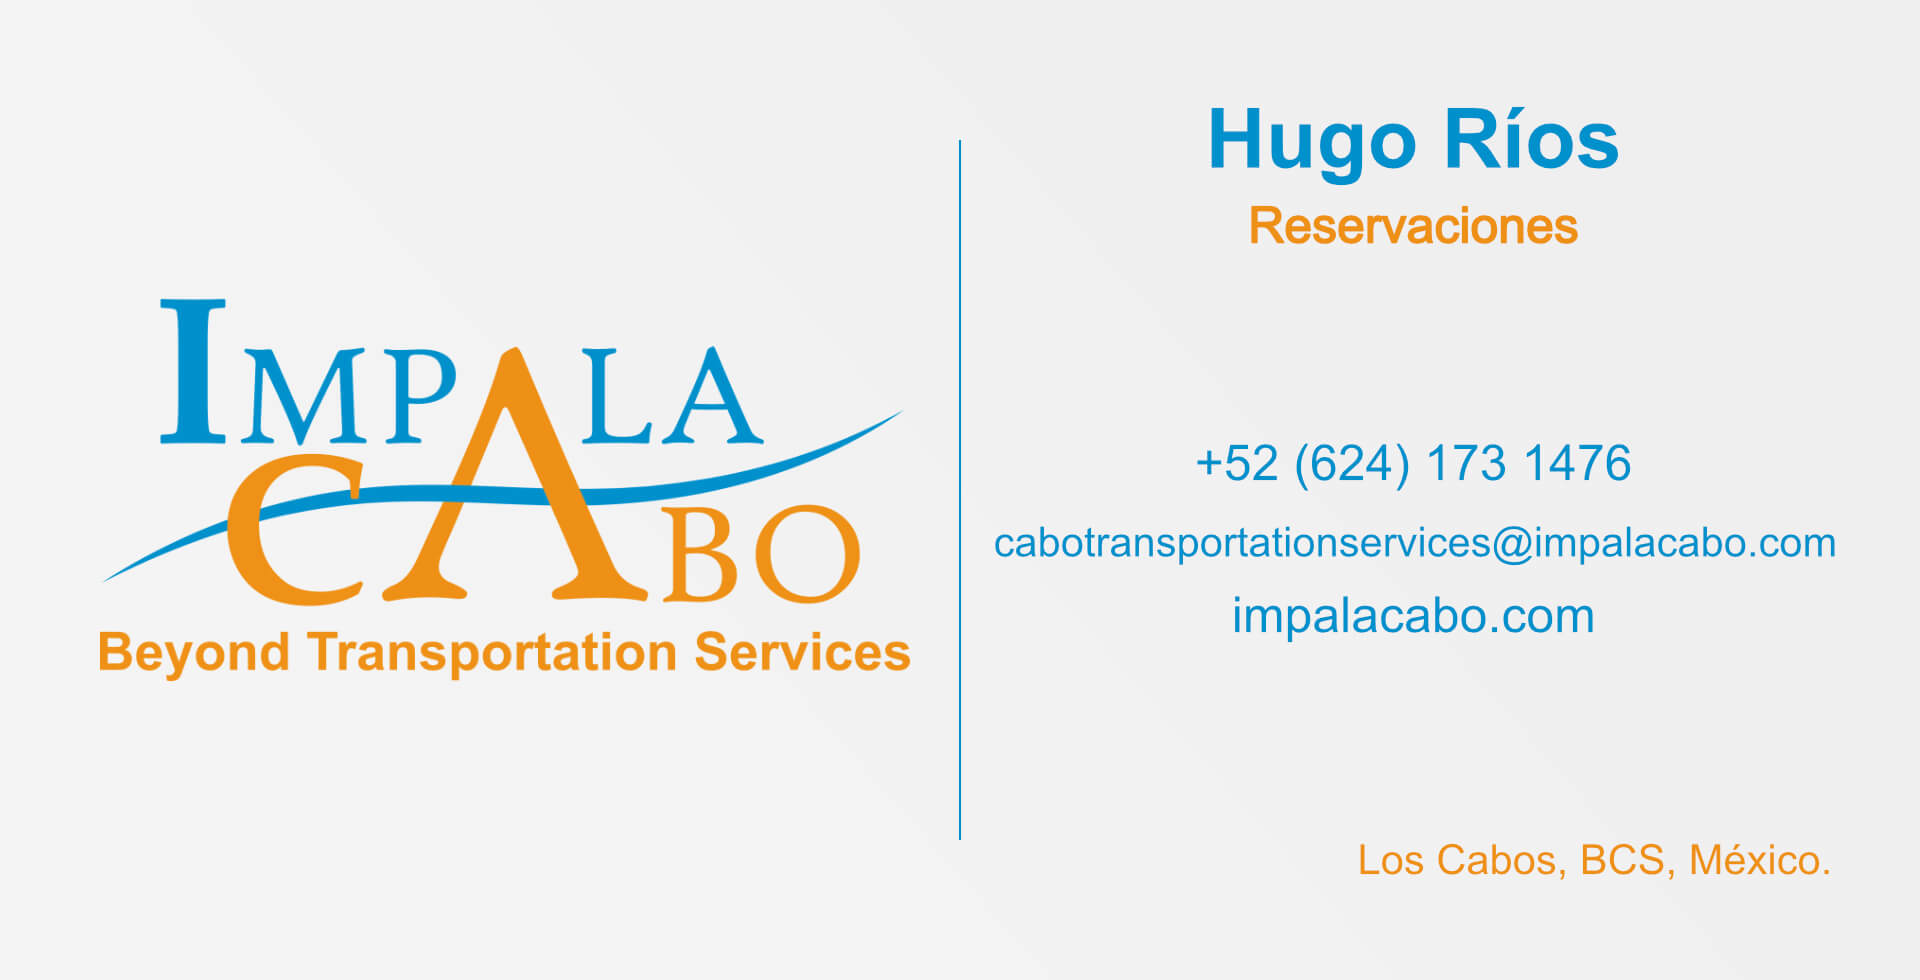 IMPALA
CABO
Beyond Transportation Services
Hugo Ríos
Reservaciones
+52 (624) 173 1476
cabotransportationservices@impalacabo.com
impalacabo.com
Los Cabos, BCS, México.